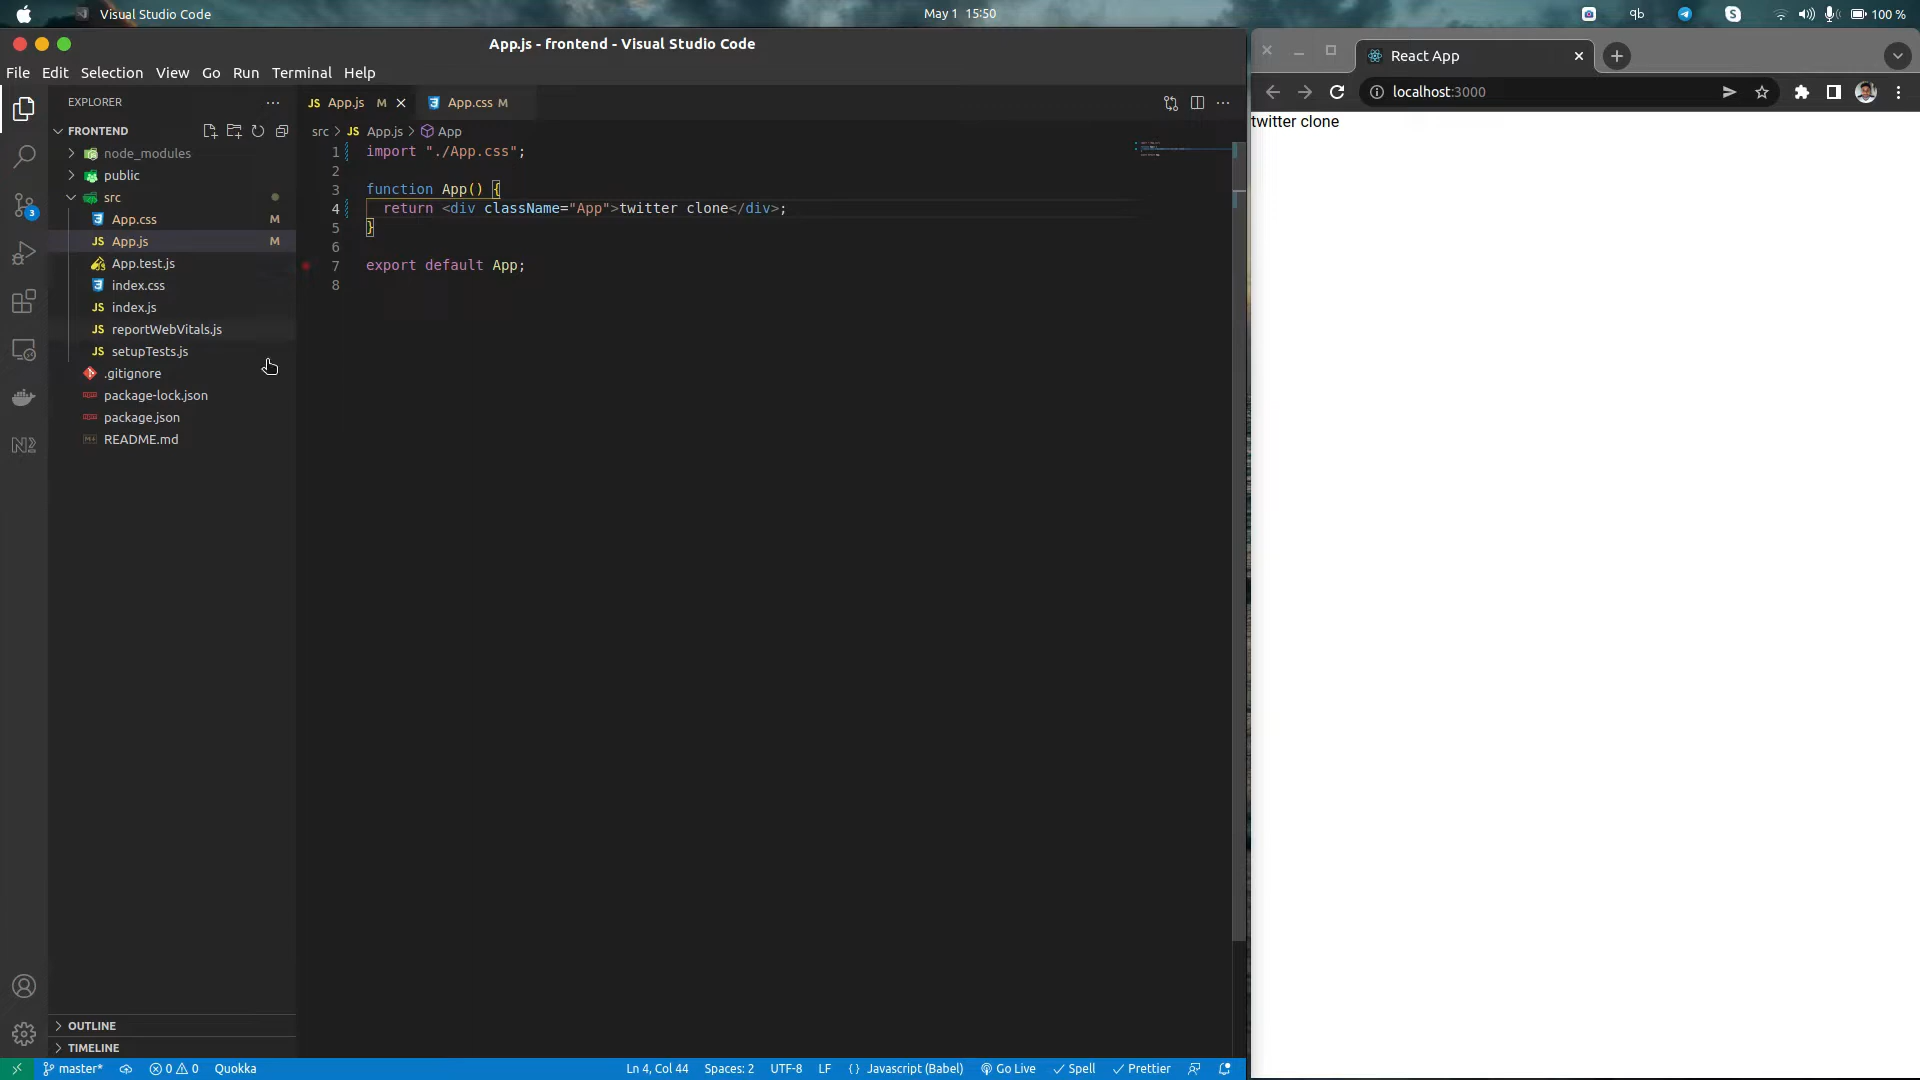 Visual Studio Code
May 1 15:50
qb
100 %
App.js - frontend - Visual Studio Code
File Edit Selection View Go Run Terminal Help
EXPLORER
FRONTEND
node_modules
public
src
App.css M
App.js M
App.test.js
index.css
JS index.js
JS reportWebVitals.js
JS setupTests.js
.gitignore
package-lock.json
package.json
README.md
OUTLINE
TIMELINE
3
N2
JS App.js M
App.css M
src > JS App.js > App
1 import "./App.css";
2
3 function App() {
4 return <div className="App">twitter clone</div>;
5 }
6
7 export default App;
8
master* 0 0 Quokka
Ln 4, Col 44 Spaces: 2 UTF-8 LF {} Javascript (Babel) Go Live Spell Prettier
React App
localhost:3000
twitter clone